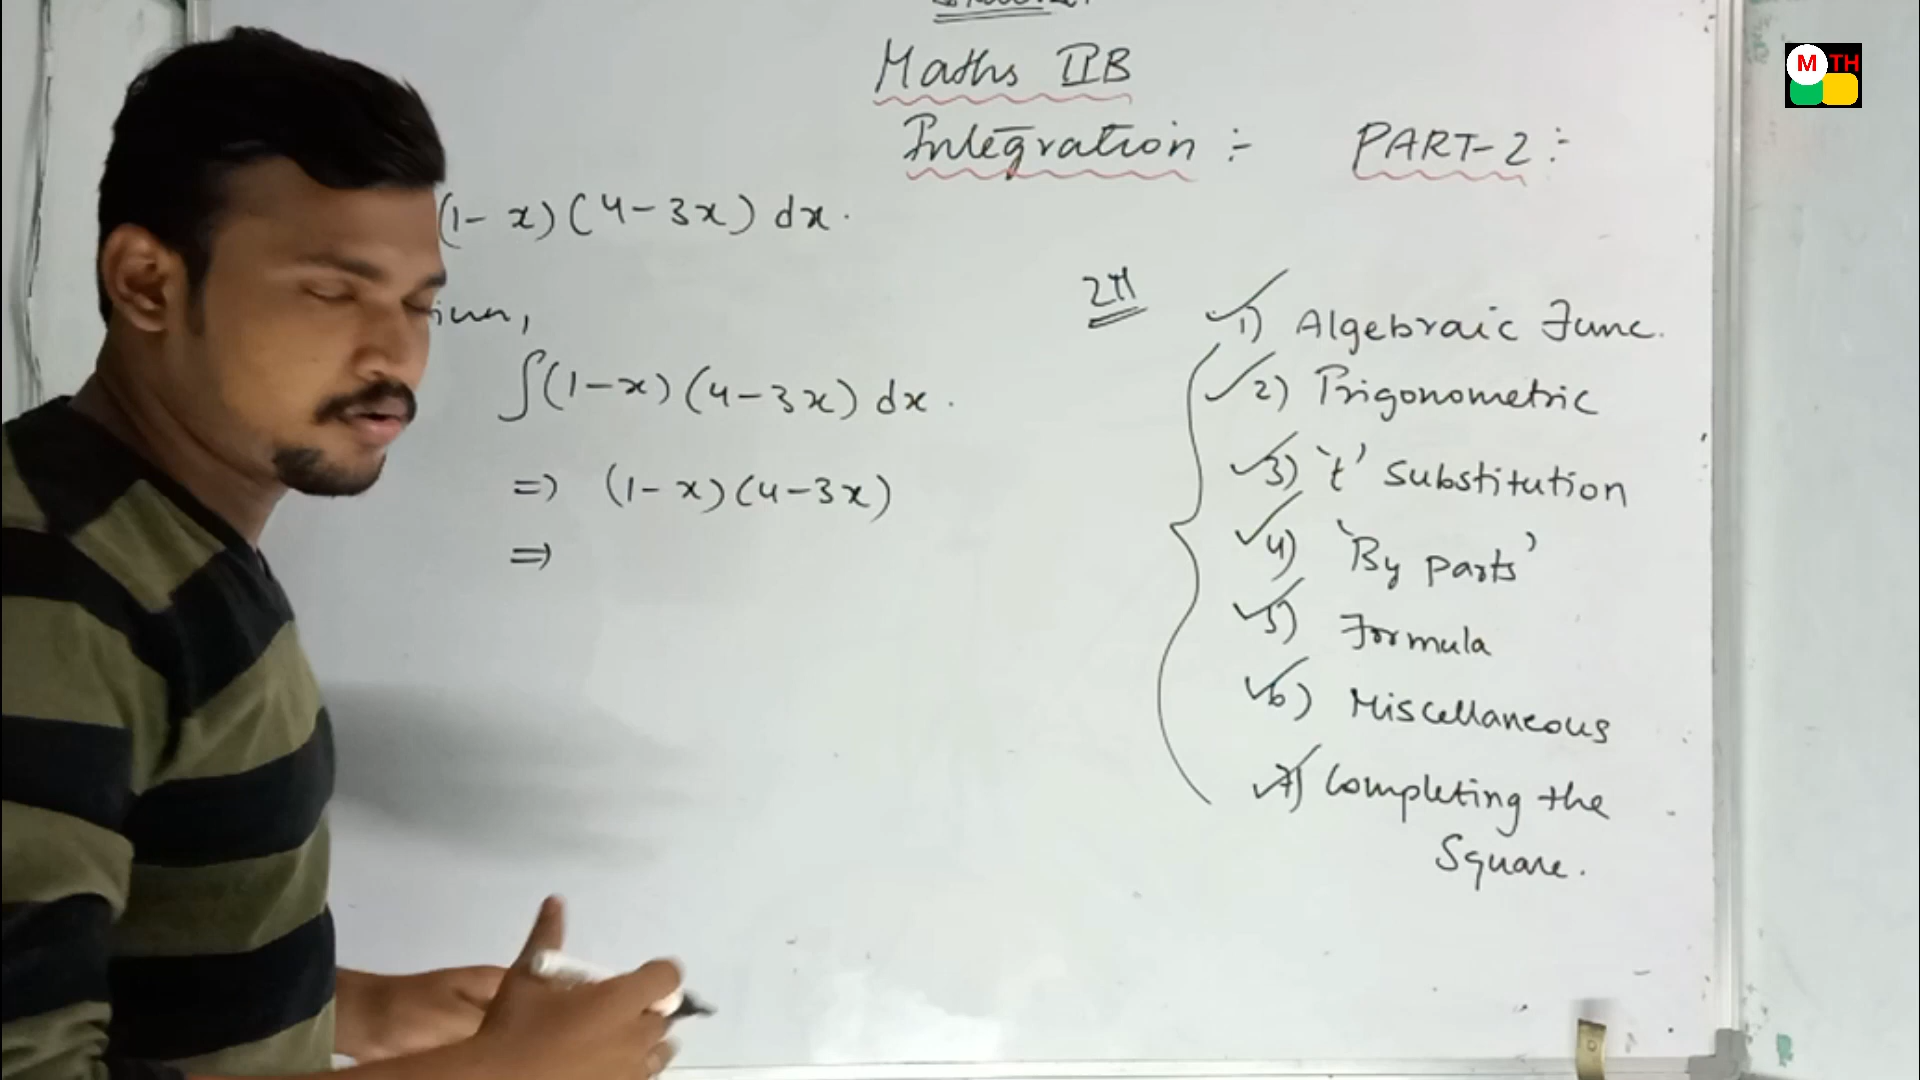 Maths IIB
Integration :- PART-2 :-
(1-x)(4-3x) dx.
∫(1-x)(4-3x) dx.
=> (1-x)(4-3x)
=>
2M
1) Algebraic Func.
2) Trigonometric
3) 't' Substitution
4) 'By parts'
5) Formula
6) Miscellaneous
7) Completing the
Square.
M TH